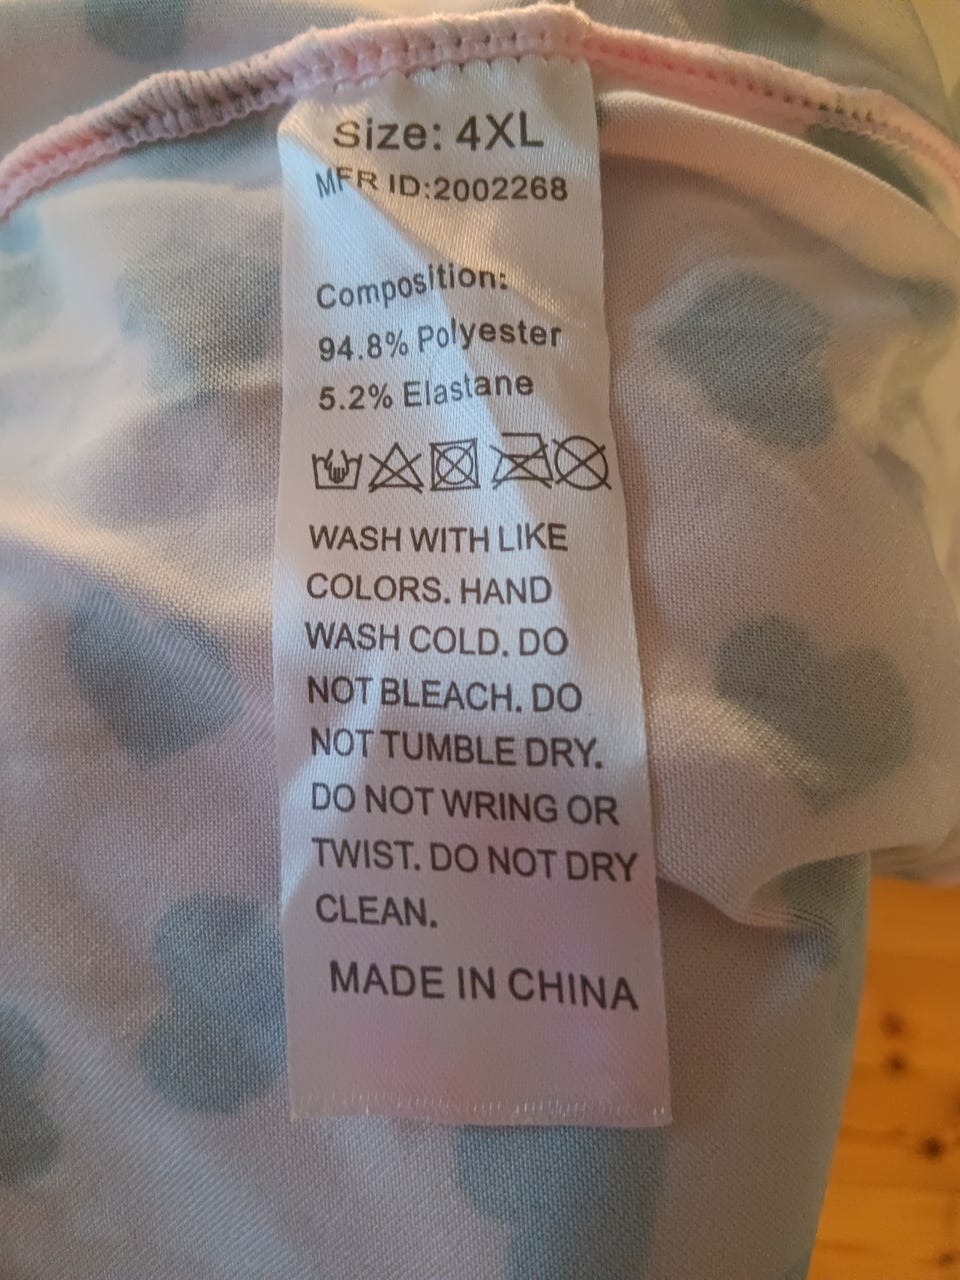 Size: 4XL
MFR ID:2002268
Composition:
94.8% Polyester
5.2% Elastane
WASH WITH LIKE
COLORS. HAND
WASH COLD. DO
NOT BLEACH. DO
NOT TUMBLE DRY.
DO NOT WRING OR
TWIST. DO NOT DRY
CLEAN.
MADE IN CHINA